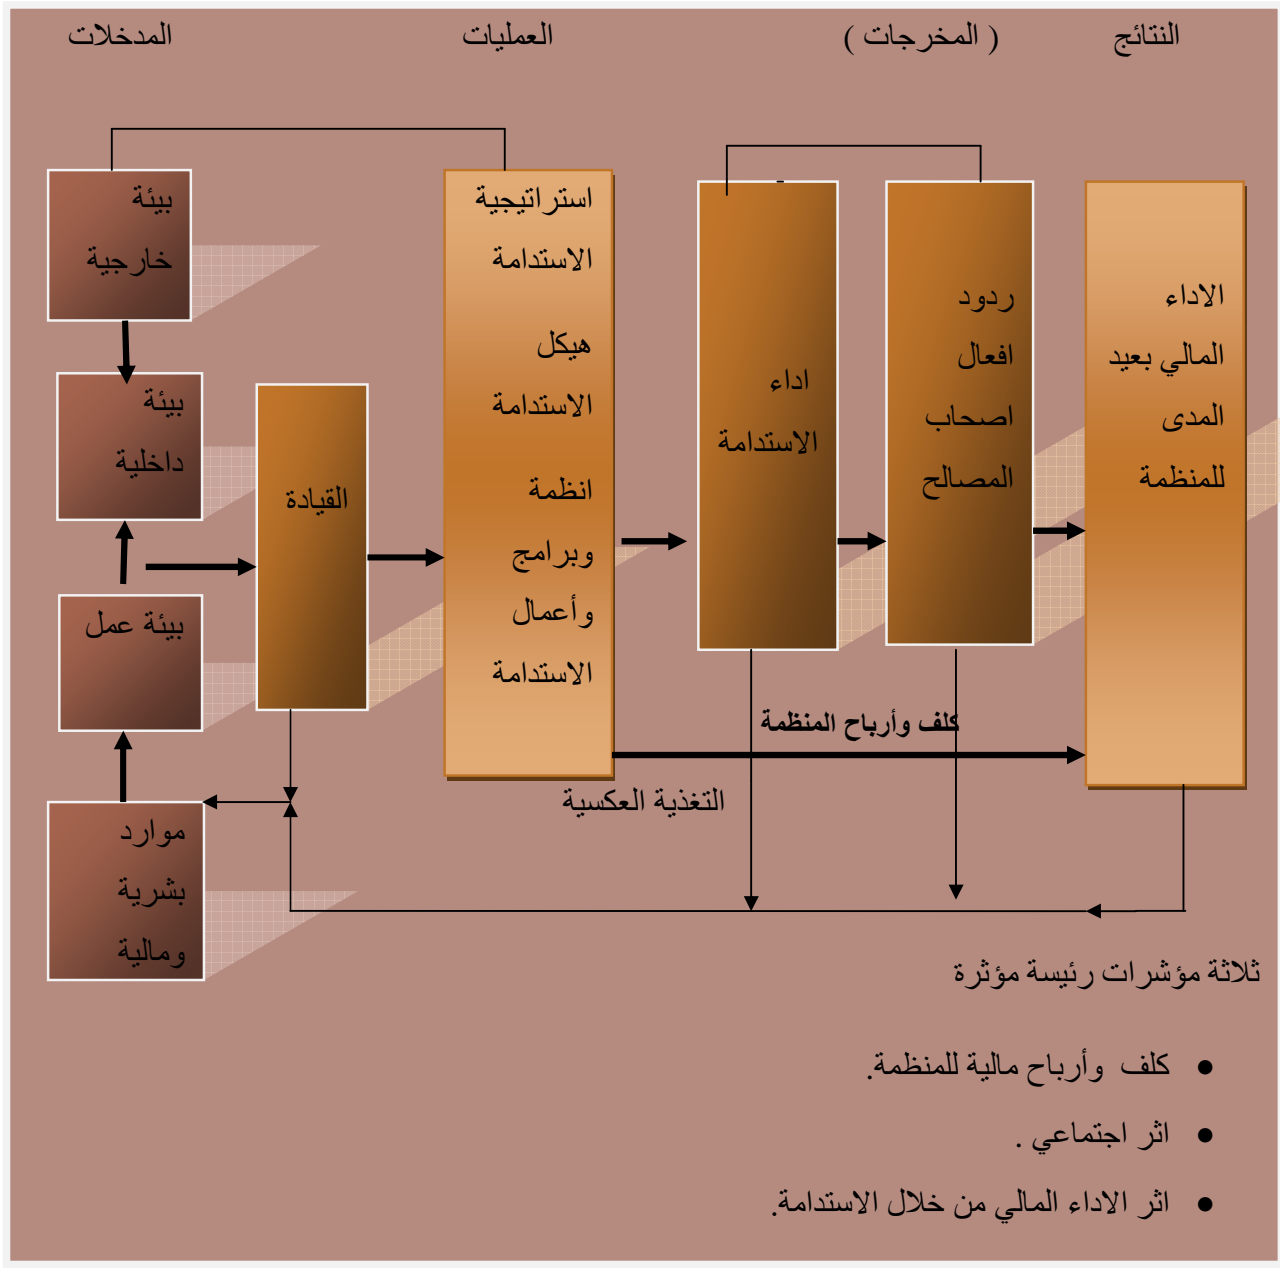 المدخلات
العمليات
( المخرجات )
النتائج
بيئة
خارجية
بيئة
داخلية
بيئة عمل
موارد
بشرية
ومالية
القيادة
استراتيجية
الاستدامة
هيكل
الاستدامة
انظمة
وبرامج
وأعمال
الاستدامة
اداء
الاستدامة
ردود
افعال
اصحاب
المصالح
الاداء
المالي بعيد
المدى
للمنظمة
كلف وأرباح المنظمة
التغذية العكسية
ثلاثة مؤشرات رئيسة مؤثرة
● كلف وأرباح مالية للمنظمة.
● اثر اجتماعي .
● اثر الاداء المالي من خلال الاستدامة.